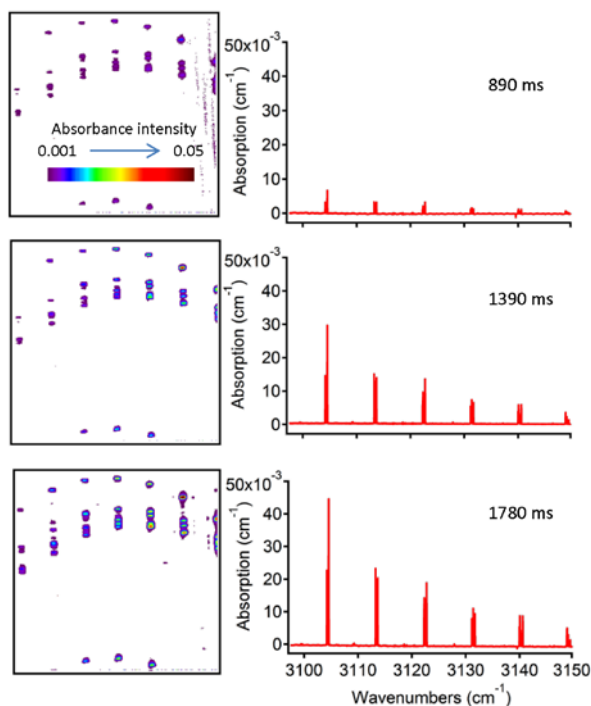 Absorbance intensity
0.001
0.05
50x10⁻³
40
30
20
10
0
Absorption (cm⁻¹)
890 ms
50x10⁻³
40
30
20
10
0
Absorption (cm⁻¹)
1390 ms
50x10⁻³
40
30
20
10
0
Absorption (cm⁻¹)
1780 ms
3100 3110 3120 3130 3140 3150
Wavenumbers (cm⁻¹)